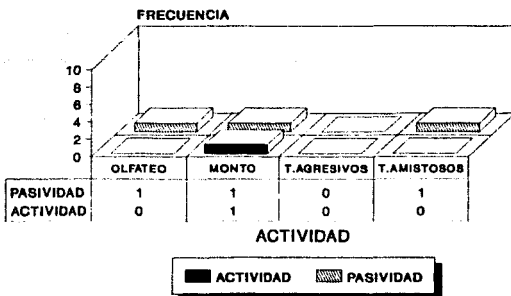 FRECUENCIA
10
8
6
4
2
0
OLFATEO MONTO T.AGRESIVOS T.AMISTOSOS
PASIVIDAD 1 1 0 1
ACTIVIDAD 0 1 0 0
ACTIVIDAD
ACTIVIDAD PASIVIDAD